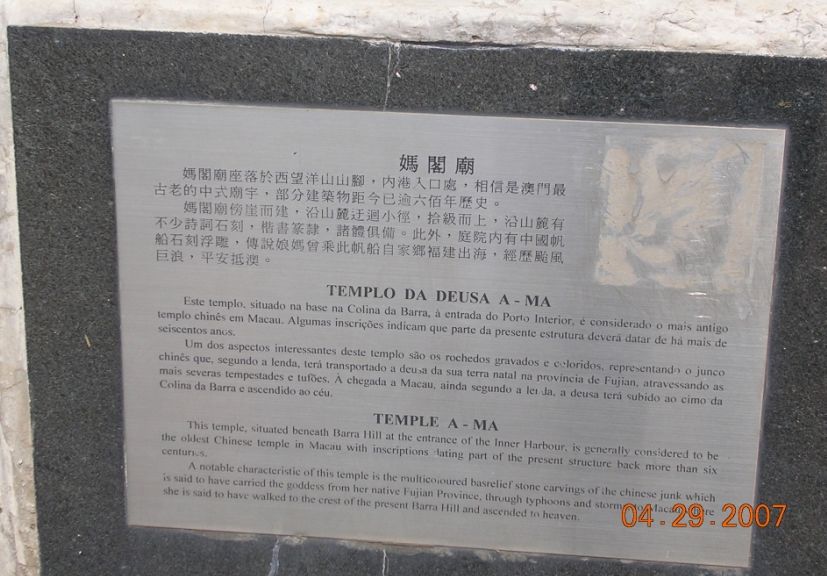 媽閣廟
媽閣廟座落於西望洋山山腳，內港入口處，相信是澳門最
古老的中式廟宇，部分建築物距今已逾六佰年歷史。
媽閣廟傍崖而建，沿山麓迂迴小徑，拾級而上，沿山麓有
不少詩詞石刻，楷書篆隸，諸體俱備。此外，庭院內有中國帆
船石刻浮雕，傳說娘媽曾乘此帆船自家鄉福建出海，經歷颱風
巨浪，平安抵澳。
TEMPLO DA DEUSA A - MA
Este templo, situado na base na Colina da Barra, à entrada do Porto Interior, é considerado o mais antigo
templo chinês em Macau. Algumas inscrições indicam que parte da presente estrutura deverá datar de há mais de
seiscentos anos.
Um dos aspectos interessantes deste templo são os rochedos gravados e coloridos, representando o junco
chinês que, segundo a lenda, terá transportado a deusa da sua terra natal na província de Fujian, atravessando as
mais severas tempestades e tufões. À chegada a Macau, ainda segundo a lenda, a deusa terá subido ao cimo da
Colina da Barra e ascendido ao céu.
TEMPLE A - MA
This temple, situated beneath Barra Hill at the entrance of the Inner Harbour, is generally considered to be
the oldest Chinese temple in Macau with inscriptions dating part of the present structure back more than six
centuries.
A notable characteristic of this temple is the multicoloured basrelief stone carvings of the chinese junk which
is said to have carried the goddess from her native Fujian Province, through typhoons and storms Macau
she is said to have walked to the crest of the present Barra Hill and ascended to heaven.
04.29.2007